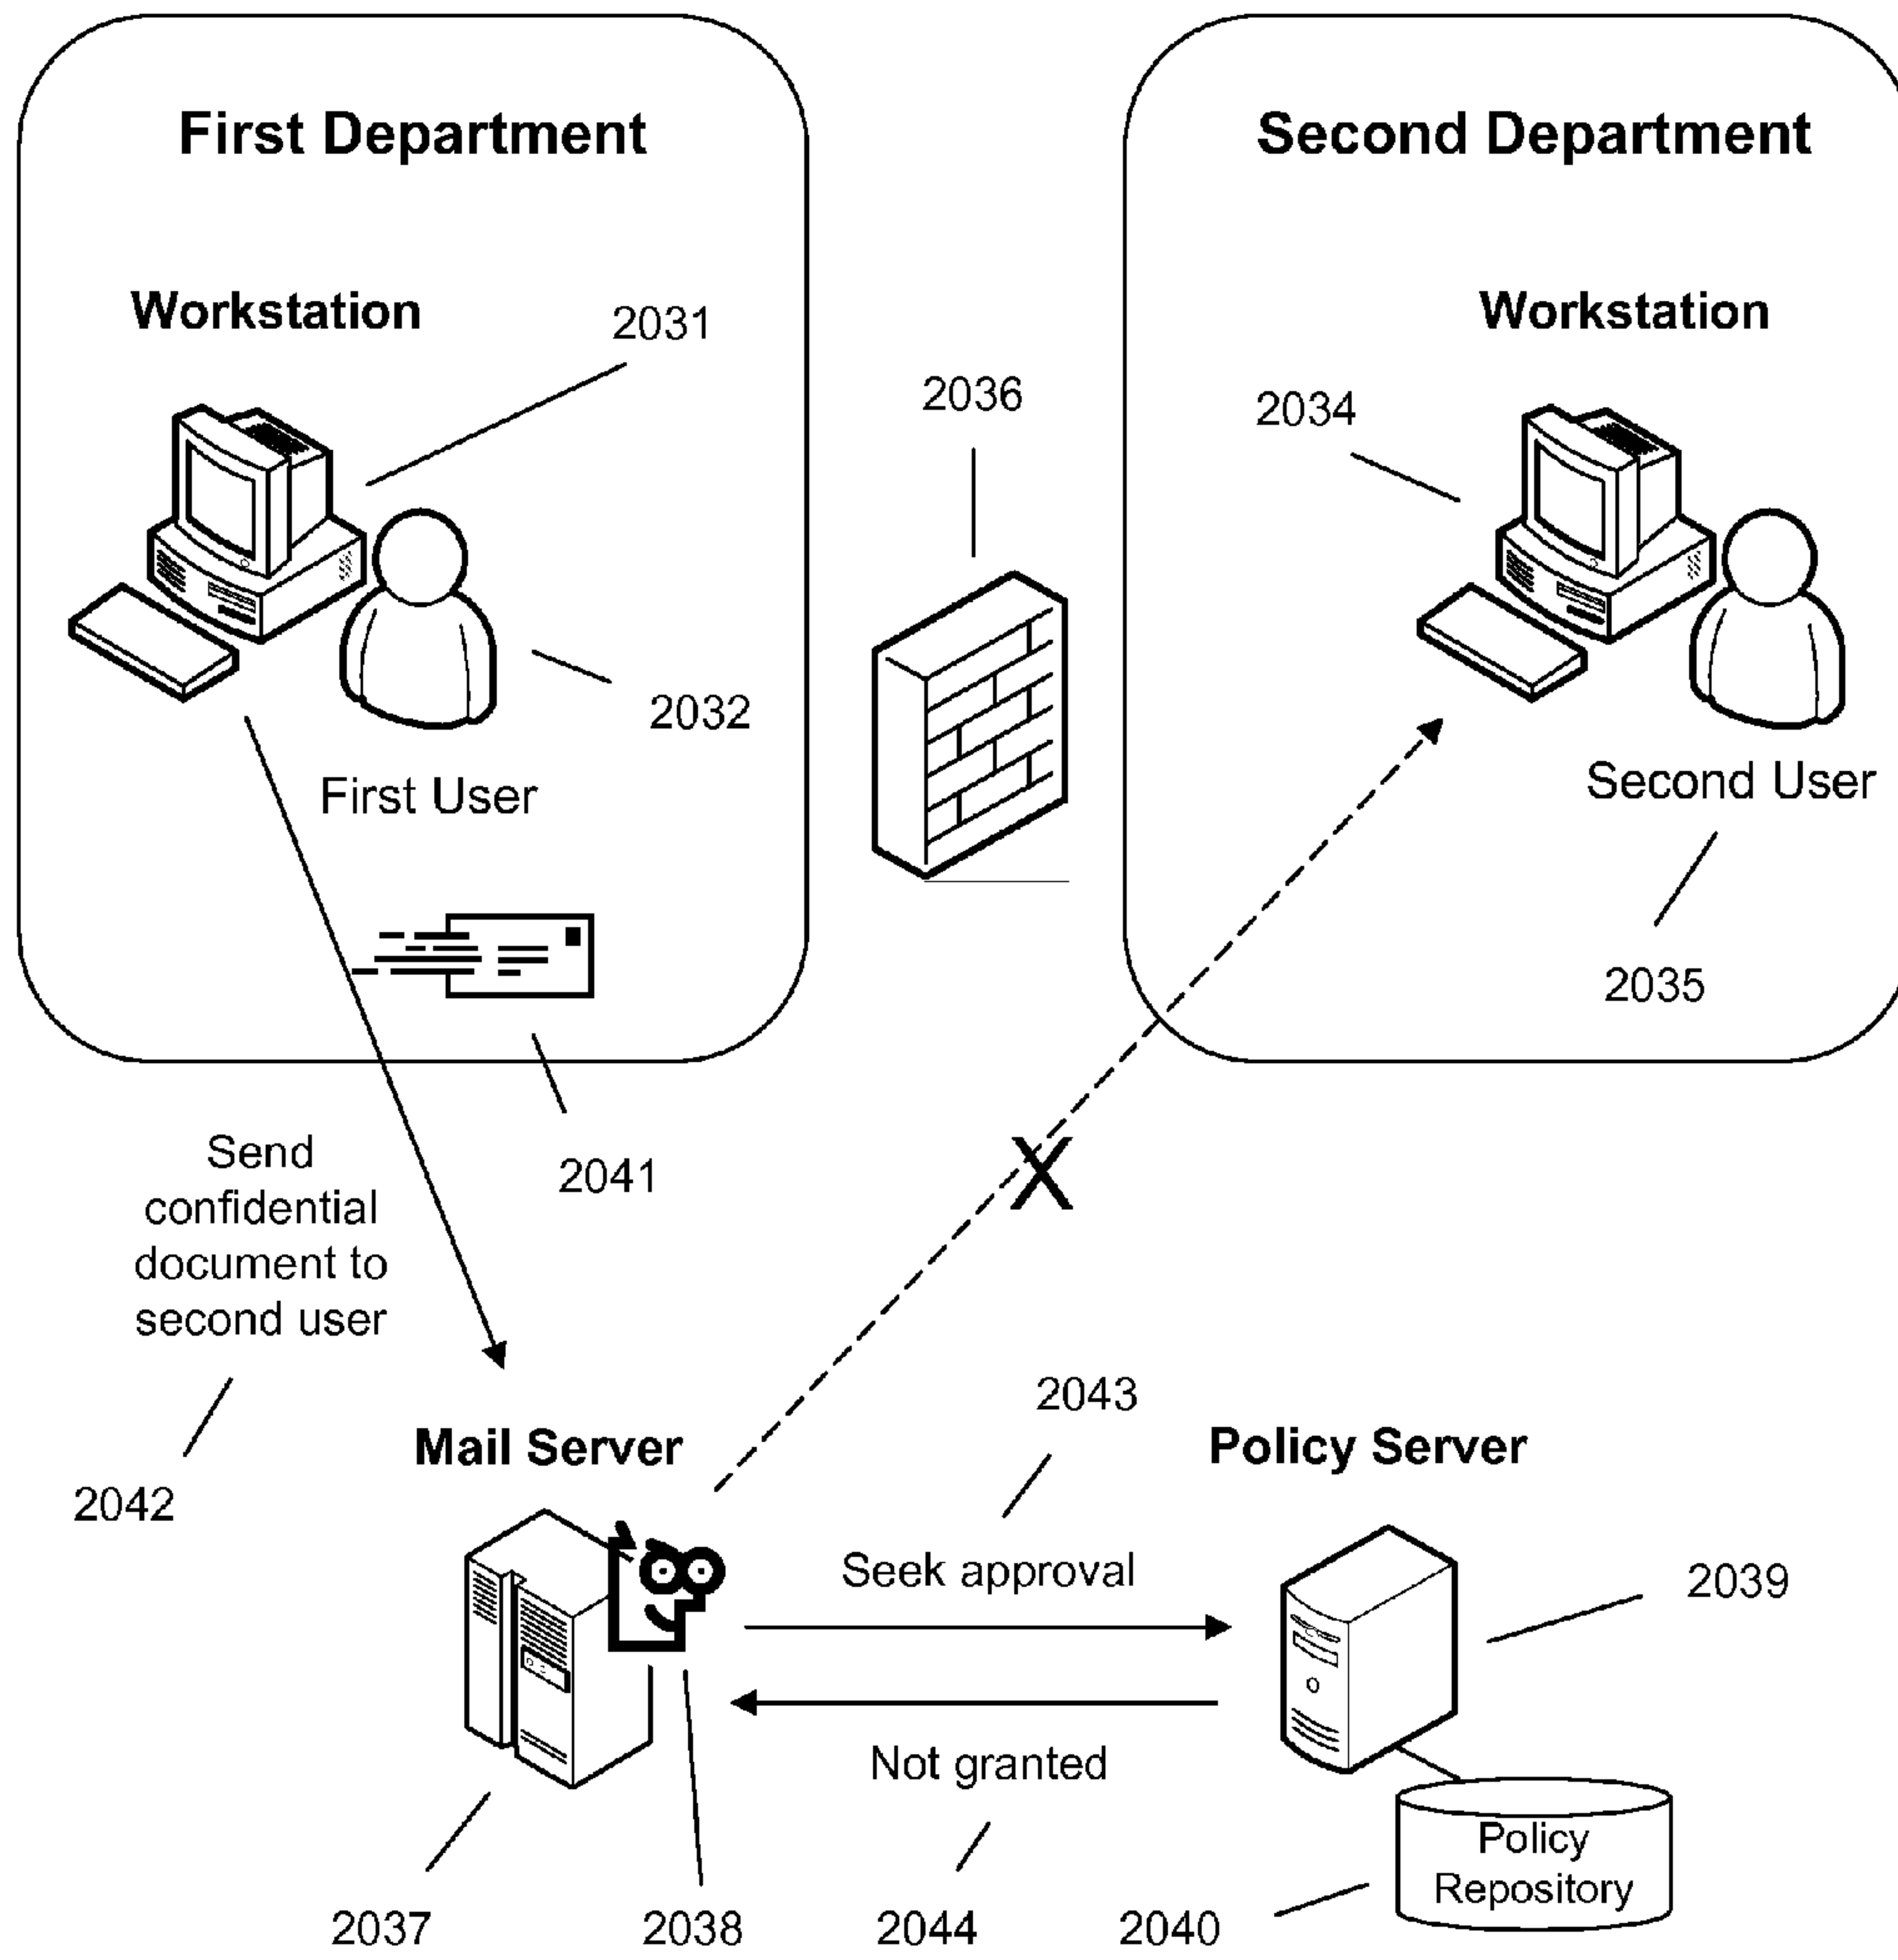 First Department
Second Department
Workstation
2031
Workstation
2036
2034
2032
First User
Second User
2035
Send
confidential
document to
second user
2041
X
2043
Mail Server
Policy Server
2042
Seek approval
2039
Not granted
Policy
Repository
2037
2038
2044
2040